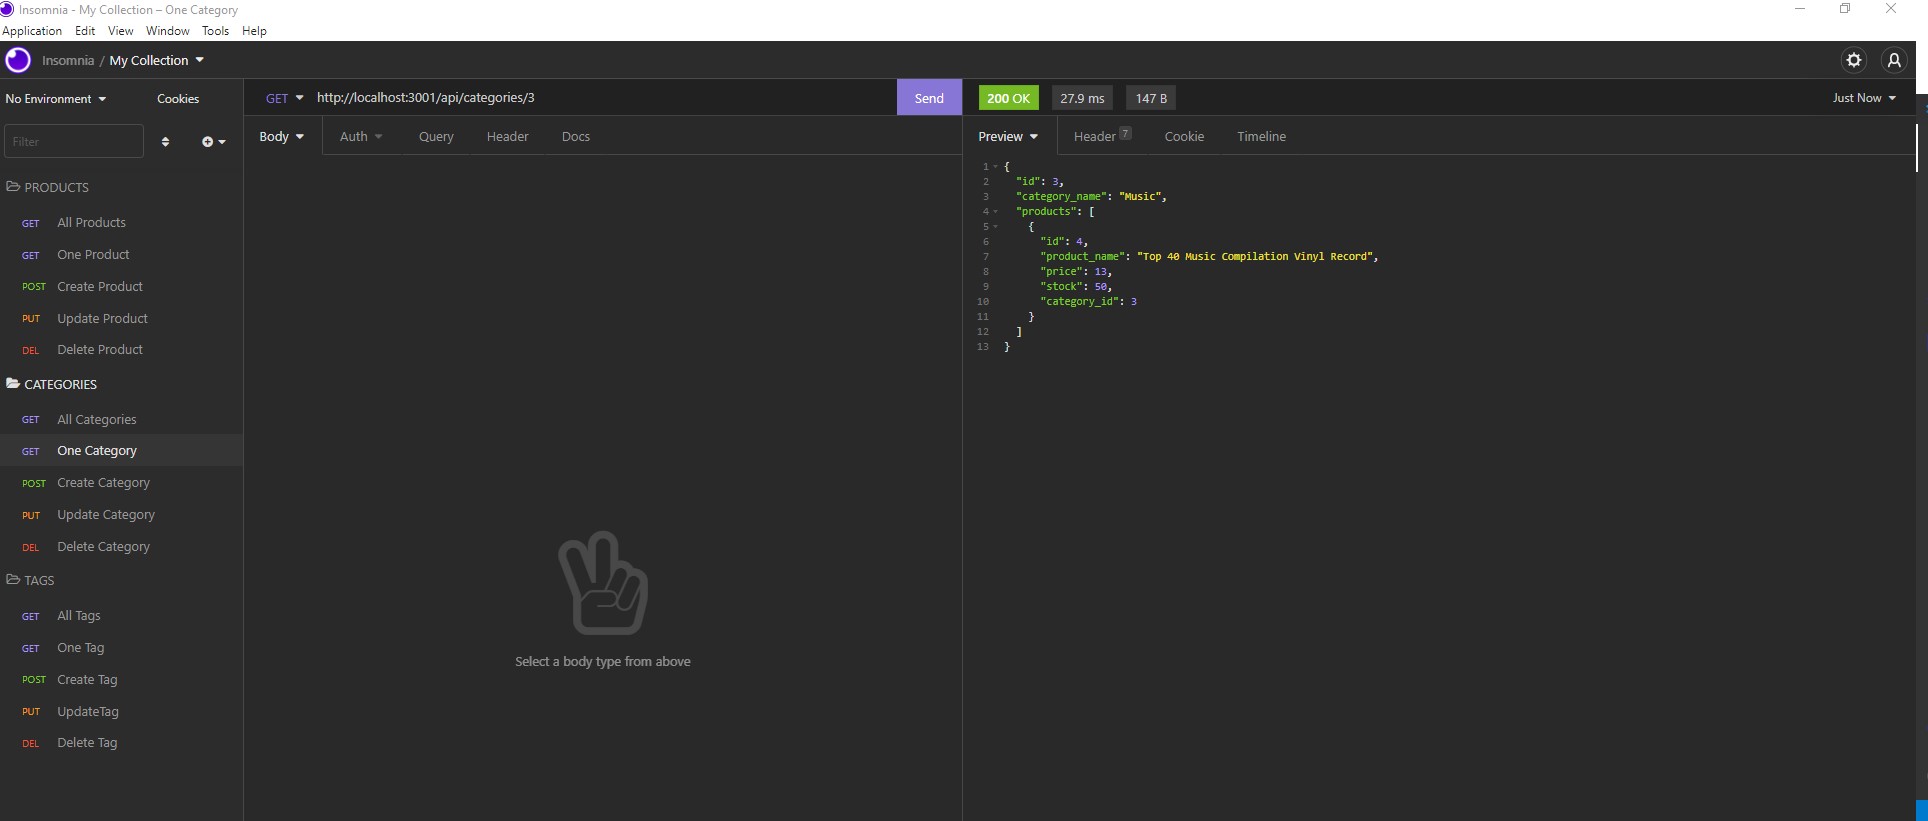 Insomnia - My Collection – One Category
Application Edit View Window Tools Help
Insomnia / My Collection
No Environment Cookies
Filter
PRODUCTS
GET All Products
GET One Product
POST Create Product
PUT Update Product
DEL Delete Product
CATEGORIES
GET All Categories
GET One Category
POST Create Category
PUT Update Category
DEL Delete Category
TAGS
GET All Tags
GET One Tag
POST Create Tag
PUT UpdateTag
DEL Delete Tag
GET http://localhost:3001/api/categories/3 Send
Body Auth Query Header Docs
Select a body type from above
200 OK 27.9 ms 147 B Just Now
Preview Header 7 Cookie Timeline
1 {
2 "id": 3,
3 "category_name": "Music",
4 "products": [
5 {
6 "id": 4,
7 "product_name": "Top 40 Music Compilation Vinyl Record",
8 "price": 13,
9 "stock": 50,
10 "category_id": 3
11 }
12 ]
13 }